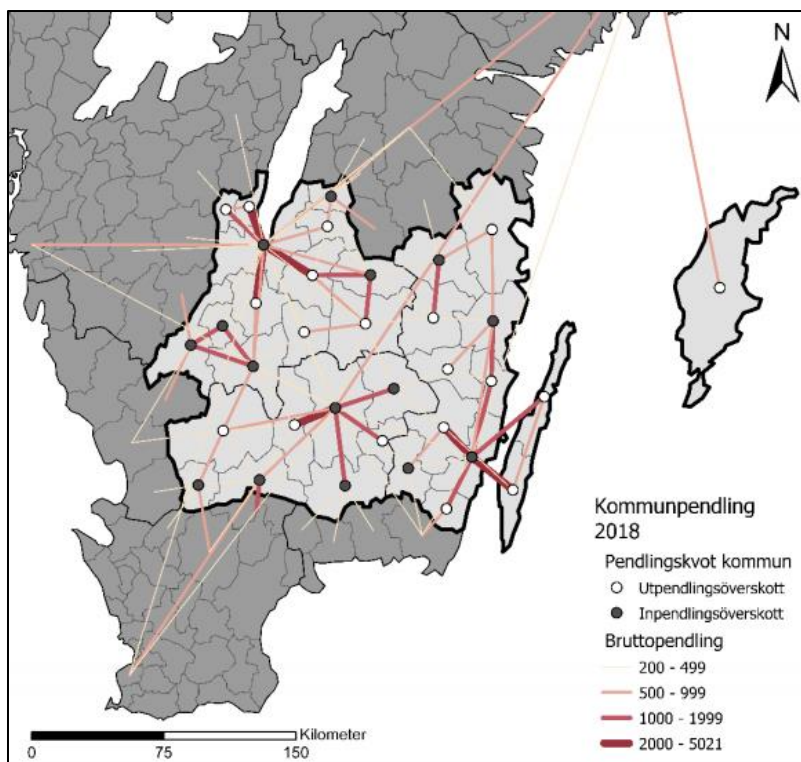 N
Kommunpendling
2018
Pendlingskvot kommun
Utpendlingsöverskott
Inpendlingsöverskott
Bruttopendling
200 - 499
500 - 999
1000 - 1999
2000 - 5021
Kilometer
0 75 150